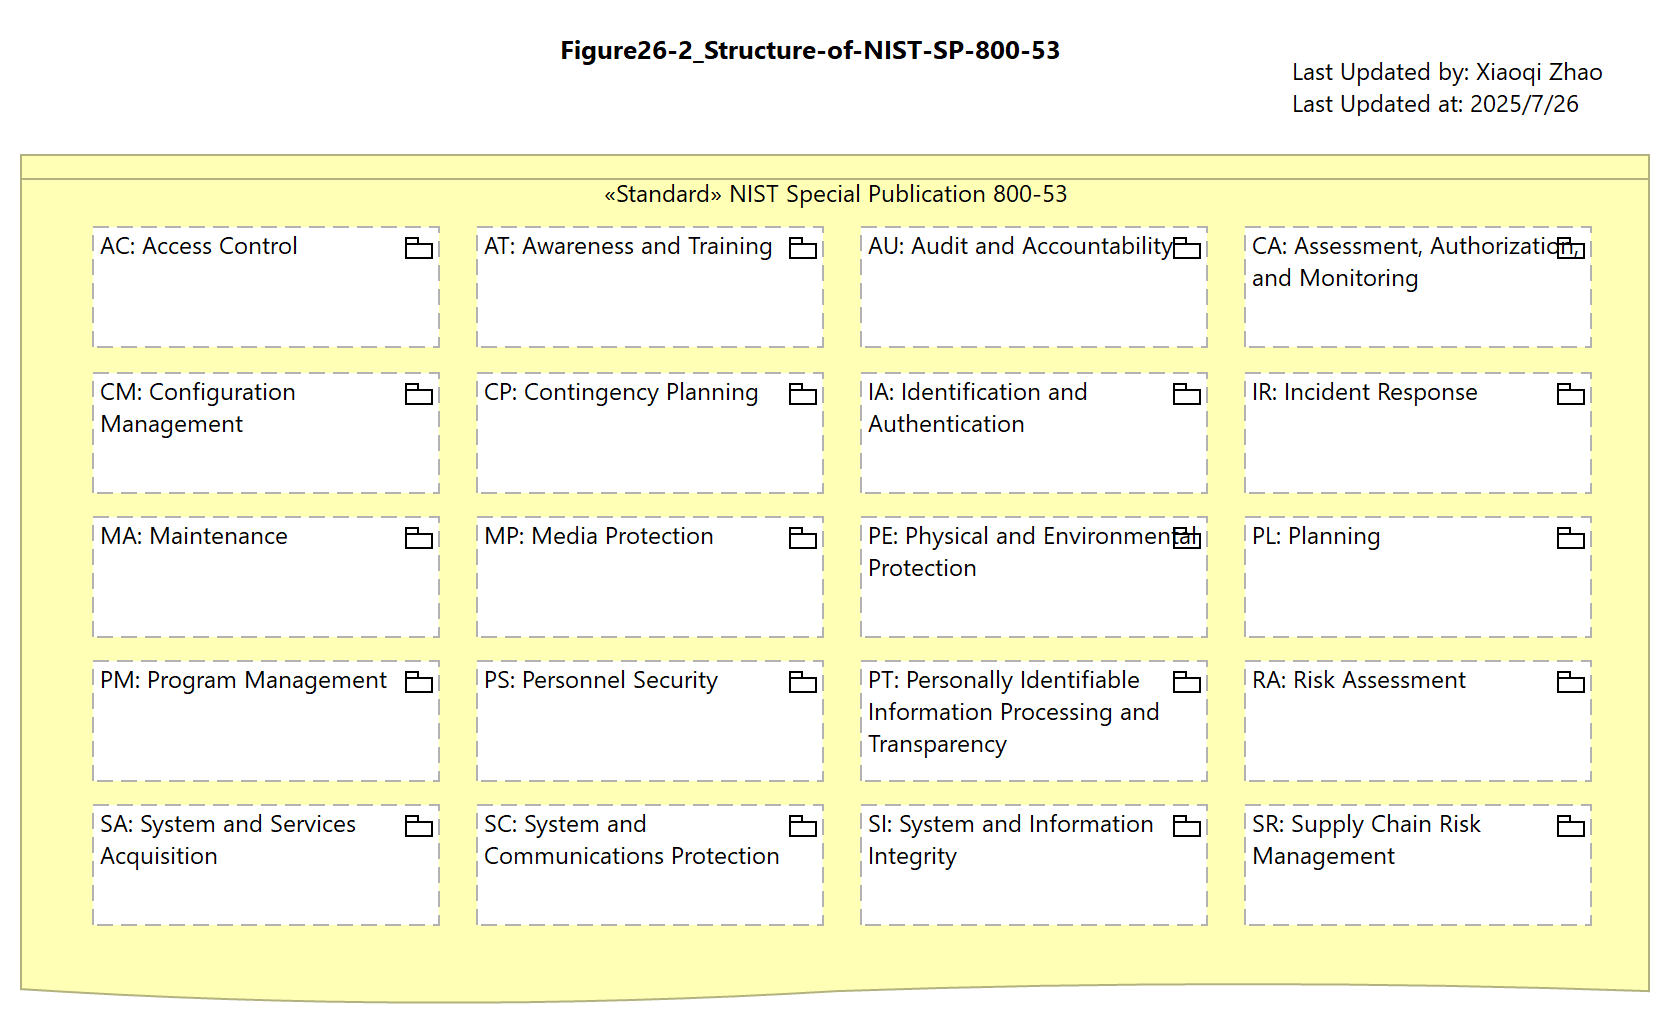 Figure26-2_Structure-of-NIST-SP-800-53
Last Updated by: Xiaoqi Zhao
Last Updated at: 2025/7/26
«Standard» NIST Special Publication 800-53
AC: Access Control
AT: Awareness and Training
AU: Audit and Accountability
CA: Assessment, Authorization,
and Monitoring
CM: Configuration
Management
CP: Contingency Planning
IA: Identification and
Authentication
IR: Incident Response
MA: Maintenance
MP: Media Protection
PE: Physical and Environmental
Protection
PL: Planning
PM: Program Management
PS: Personnel Security
PT: Personally Identifiable
Information Processing and
Transparency
RA: Risk Assessment
SA: System and Services
Acquisition
SC: System and
Communications Protection
SI: System and Information
Integrity
SR: Supply Chain Risk
Management